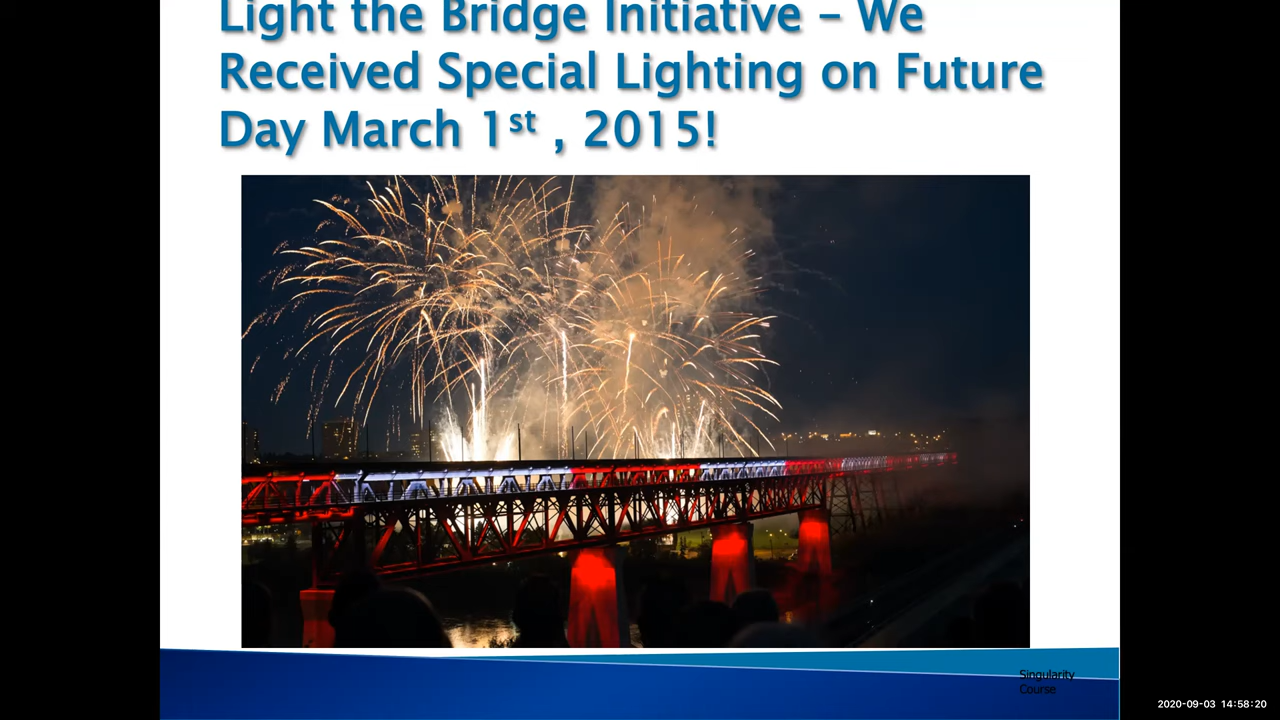 Light the Bridge Initiative – We
Received Special Lighting on Future
Day March 1st , 2015!
Singularity
Course
2020-09-03 14:58:20